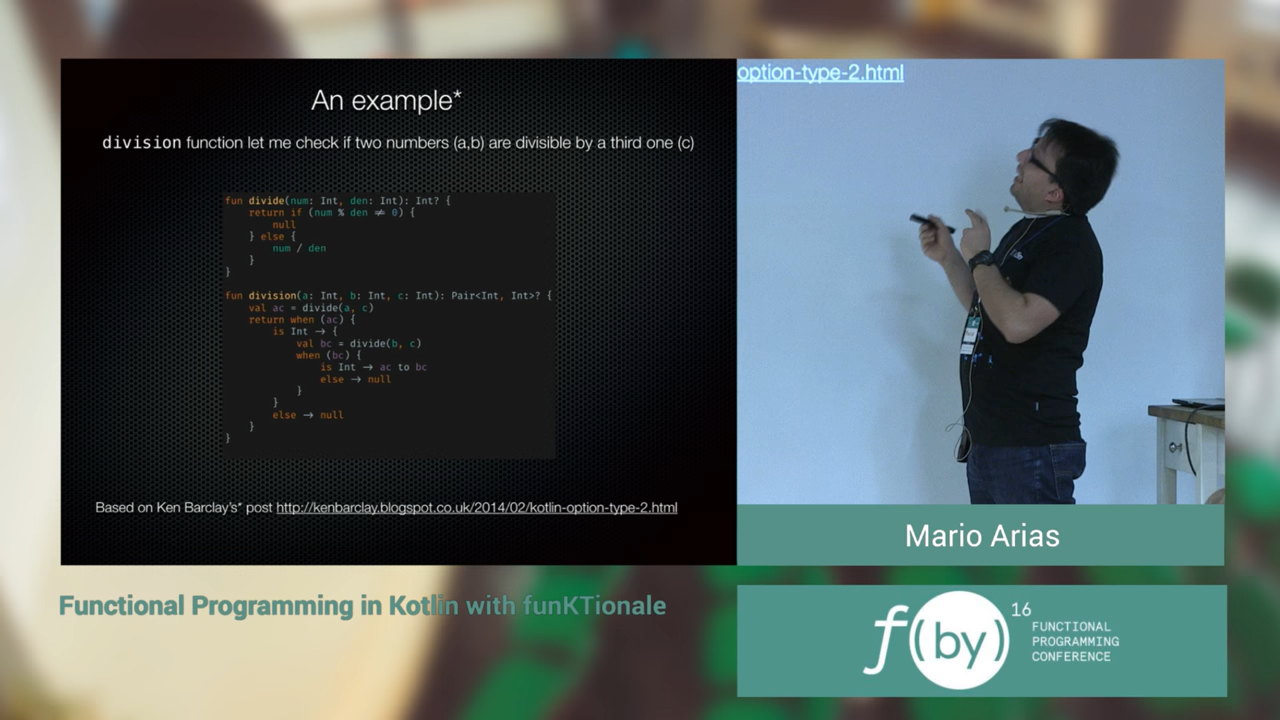 An example*
division function let me check if two numbers (a,b) are divisible by a third one (c)
fun divide(num: Int, den: Int): Int? {
return if (num % den ≠ 0) {
null
} else {
num / den
}
}
fun division(a: Int, b: Int, c: Int): Pair<Int, Int>? {
val ac = divide(a, c)
return when (ac) {
is Int → {
val bc = divide(b, c)
when (bc) {
is Int → ac to bc
else → null
}
}
else → null
}
}
Based on Ken Barclay's* post http://kenbarclay.blogspot.co.uk/2014/02/kotlin-option-type-2.html
option-type-2.html
Mario Arias
Functional Programming in Kotlin with funKTionale
f(by) 16
FUNCTIONAL
PROGRAMMING
CONFERENCE